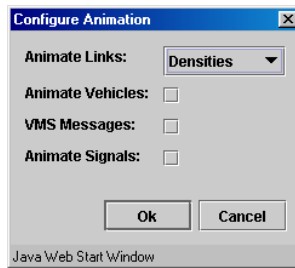 Configure Animation
Animate Links: Densities
Animate Vehicles:
VMS Messages:
Animate Signals:
Ok Cancel
Java Web Start Window